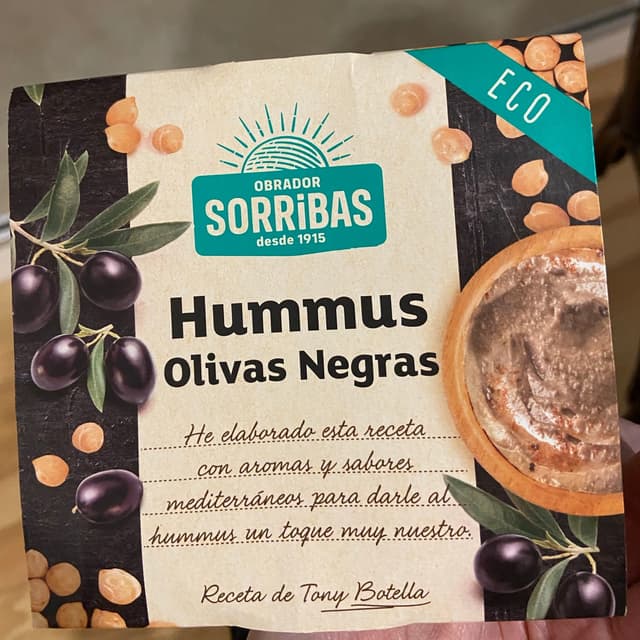 ECO
OBRADOR
SORRiBAS
desde 1915
Hummus
Olivas Negras
He elaborado esta receta
con aromas y sabores
mediterráneos para darle al
hummus un toque muy nuestro.
Receta de Tony Botella